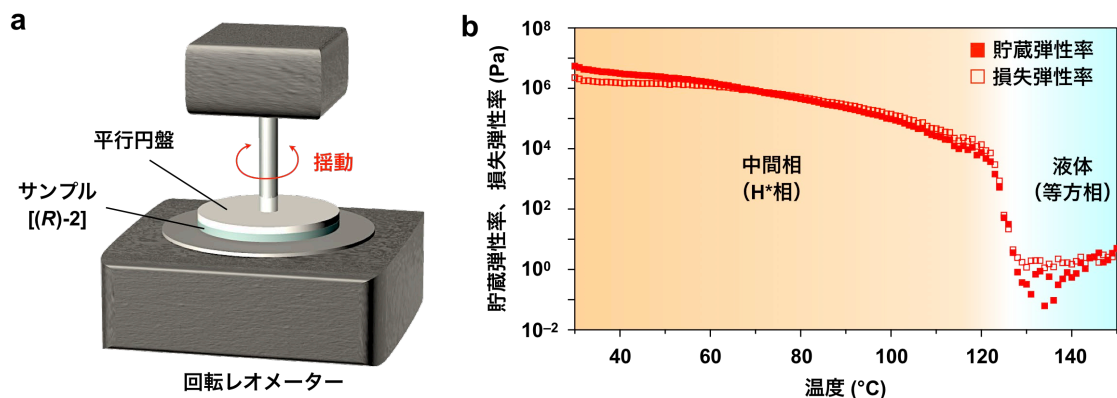 a
平行円盤
サンプル
[(R)-2]
揺動
回転レオメーター
b
貯蔵弾性率、損失弾性率 (Pa)
10⁸
10⁶
10⁴
10²
10⁰
10⁻²
貯蔵弾性率
損失弾性率
中間相
（H*相）
液体
（等方相）
40
60
80
100
120
140
温度 (°C)